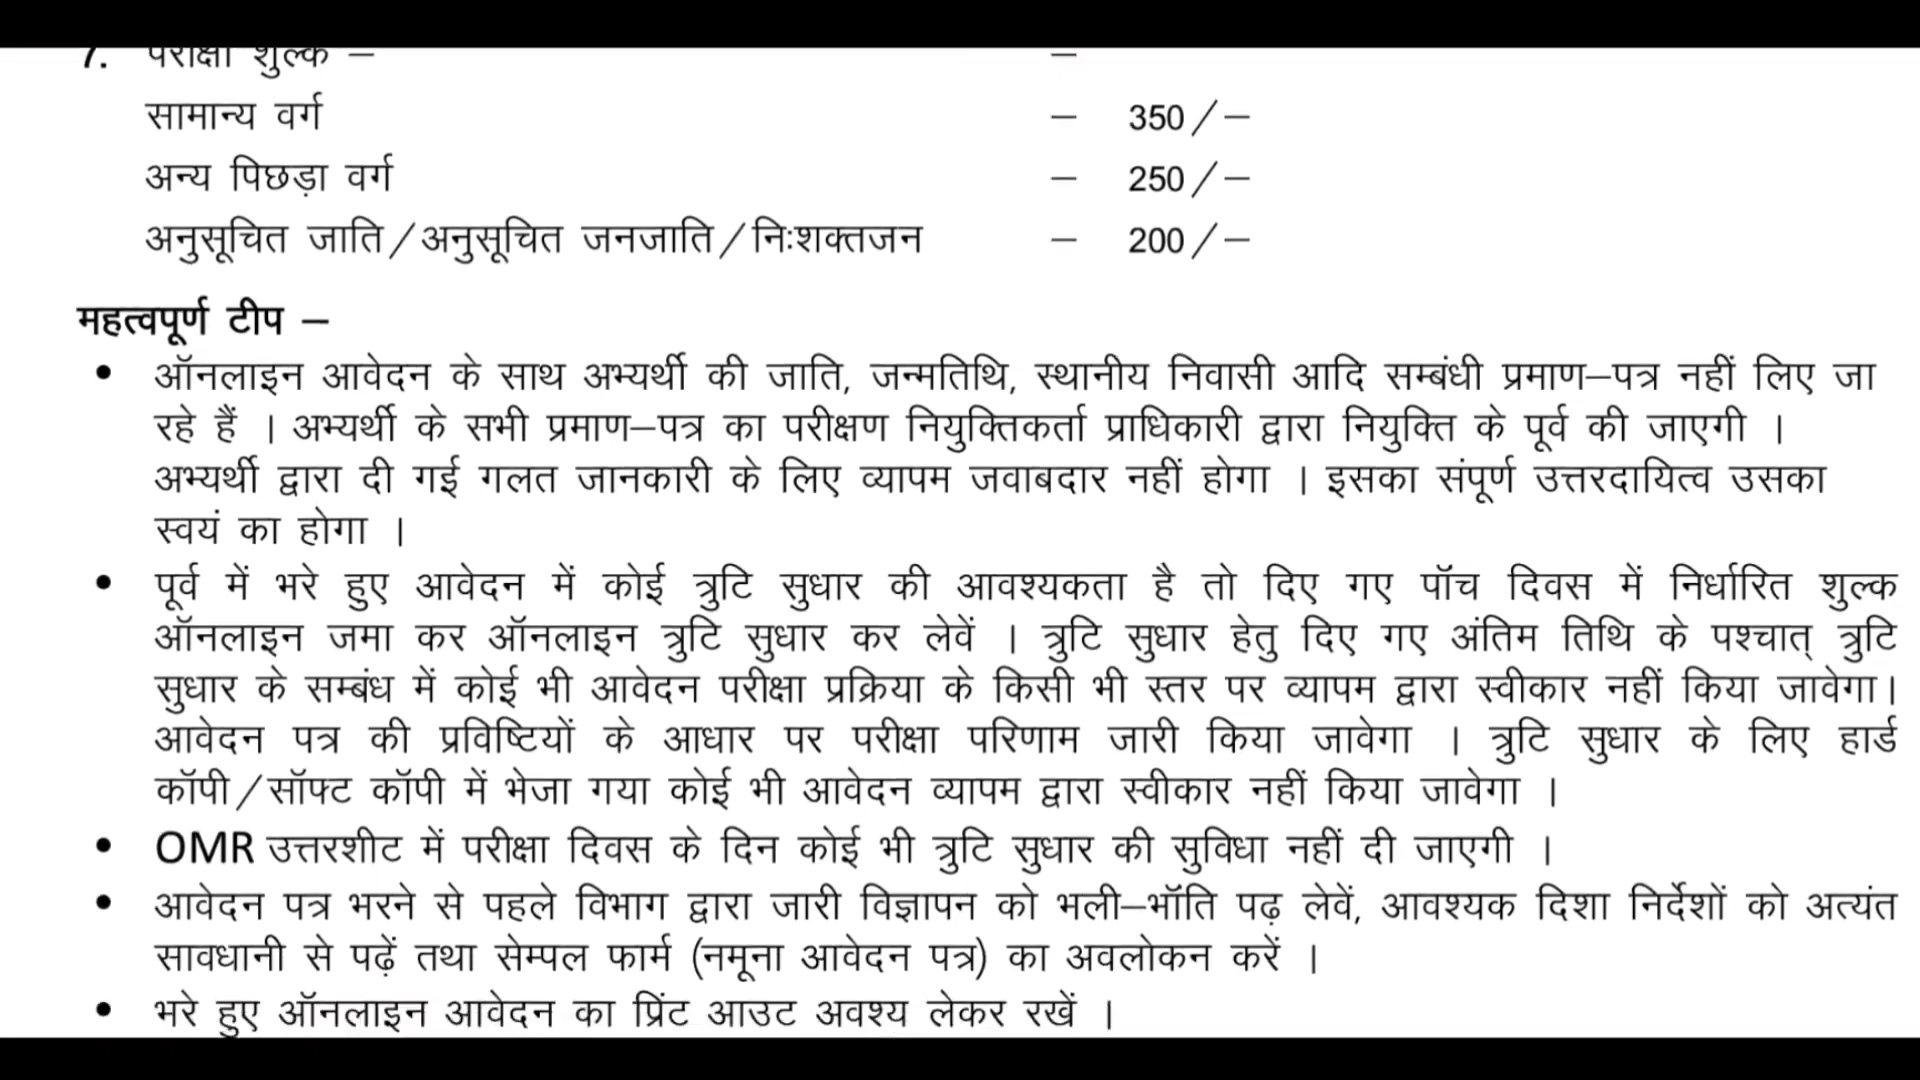 7. परीक्षा शुल्क – –
सामान्य वर्ग – 350/–
अन्य पिछड़ा वर्ग – 250/–
अनुसूचित जाति/अनुसूचित जनजाति/निःशक्तजन – 200/–
महत्वपूर्ण टीप –
• ऑनलाइन आवेदन के साथ अभ्यर्थी की जाति, जन्मतिथि, स्थानीय निवासी आदि सम्बंधी प्रमाण–पत्र नहीं लिए जा
रहे हैं । अभ्यर्थी के सभी प्रमाण–पत्र का परीक्षण नियुक्तिकर्ता प्राधिकारी द्वारा नियुक्ति के पूर्व की जाएगी ।
अभ्यर्थी द्वारा दी गई गलत जानकारी के लिए व्यापम जवाबदार नहीं होगा । इसका संपूर्ण उत्तरदायित्व उसका
स्वयं का होगा ।
• पूर्व में भरे हुए आवेदन में कोई त्रुटि सुधार की आवश्यकता है तो दिए गए पॉच दिवस में निर्धारित शुल्क
ऑनलाइन जमा कर ऑनलाइन त्रुटि सुधार कर लेवें । त्रुटि सुधार हेतु दिए गए अंतिम तिथि के पश्चात् त्रुटि
सुधार के सम्बंध में कोई भी आवेदन परीक्षा प्रक्रिया के किसी भी स्तर पर व्यापम द्वारा स्वीकार नहीं किया जावेगा।
आवेदन पत्र की प्रविष्टियों के आधार पर परीक्षा परिणाम जारी किया जावेगा । त्रुटि सुधार के लिए हार्ड
कॉपी/सॉफ्ट कॉपी में भेजा गया कोई भी आवेदन व्यापम द्वारा स्वीकार नहीं किया जावेगा ।
• OMR उत्तरशीट में परीक्षा दिवस के दिन कोई भी त्रुटि सुधार की सुविधा नहीं दी जाएगी ।
• आवेदन पत्र भरने से पहले विभाग द्वारा जारी विज्ञापन को भली–भॉति पढ़ लेवें, आवश्यक दिशा निर्देशों को अत्यंत
सावधानी से पढ़ें तथा सेम्पल फार्म (नमूना आवेदन पत्र) का अवलोकन करें ।
• भरे हुए ऑनलाइन आवेदन का प्रिंट आउट अवश्य लेकर रखें ।